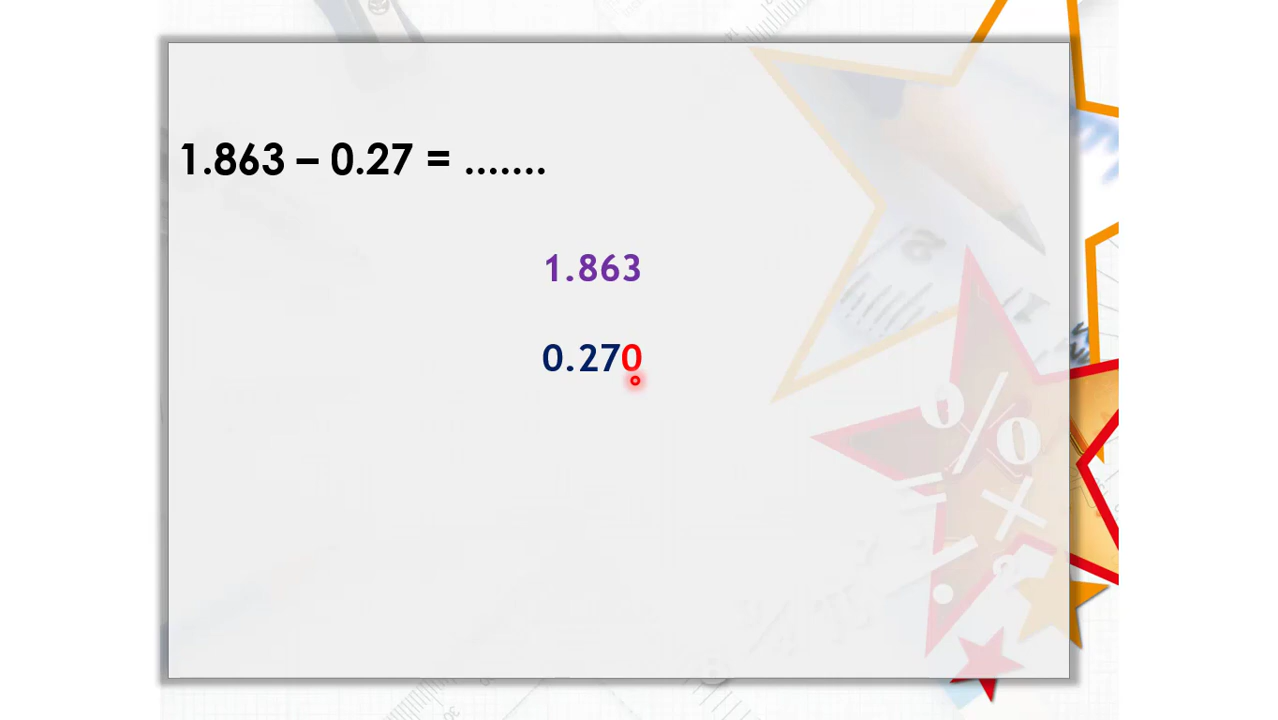 1.863 – 0.27 = .......
1.863
0.270